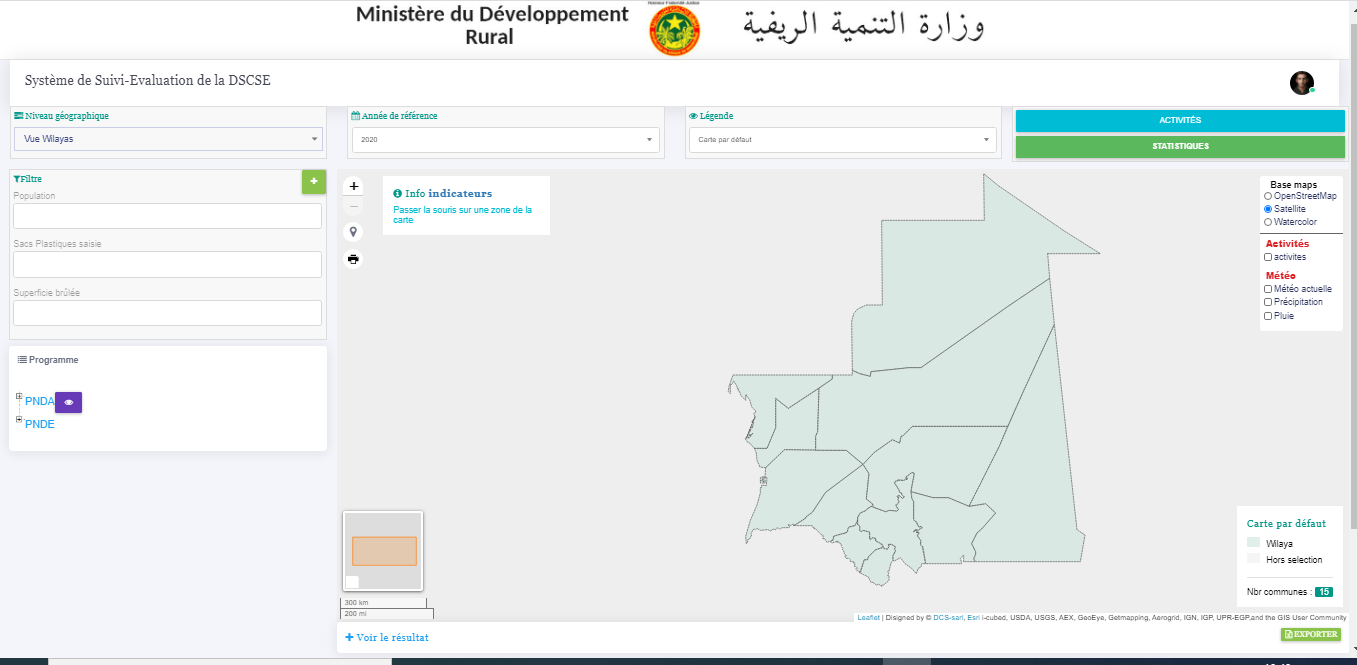 Ministère du Développement
Rural
وزارة التنمية الريفية
Système de Suivi-Evaluation de la DSCSE
Niveau géographique
Vue Wilayas
Année de référence
2020
Légende
Carte par défaut
ACTIVITÉS
STATISTIQUES
Filtre
+
Population
Sacs Plastiques saisie
Superficie brûlée
Programme
PNDA
PNDE
+
−
Info indicateurs
Passer la souris sur une zone de la
carte
Base maps
OpenStreetMap
Satellite
Watercolor
Activités
activites
Météo
Météo actuelle
Précipitation
Pluie
Carte par défaut
Wilaya
Hors selection
Nbr communes : 15
300 km
200 mi
Leaflet | Disigned by © DCS-sarl, Esri i-cubed, USDA, USGS, AEX, GeoEye, Getmapping, Aerogrid, IGN, IGP, UPR-EGP,and the GIS User Community
+ Voir le résultat
EXPORTER